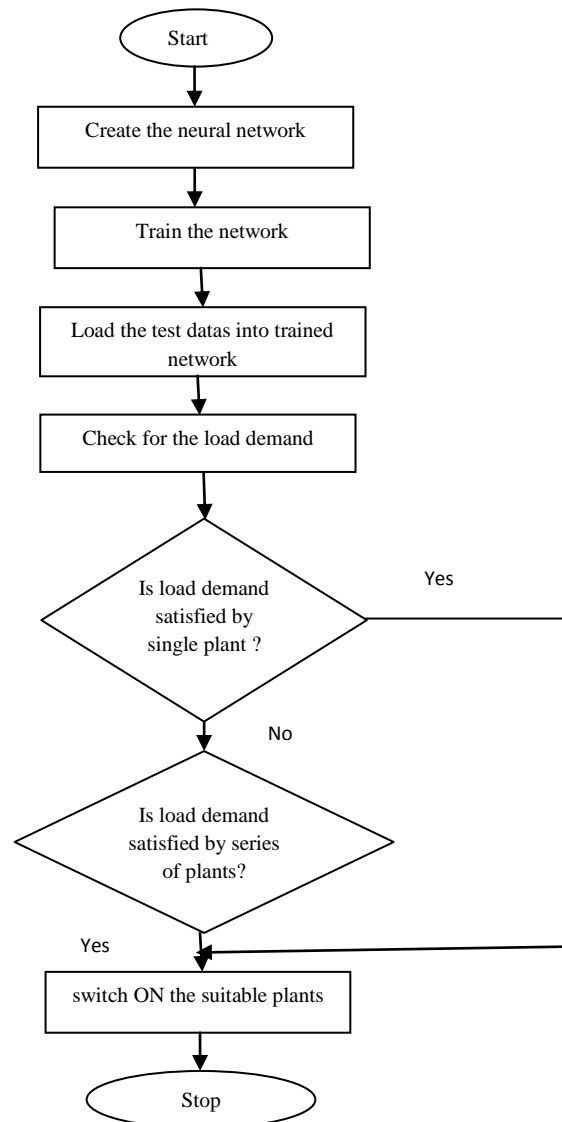 Start
Create the neural network
Train the network
Load the test datas into trained
network
Check for the load demand
Is load demand
satisfied by
single plant ?
Yes
No
Is load demand
satisfied by series
of plants?
Yes
switch ON the suitable plants
Stop